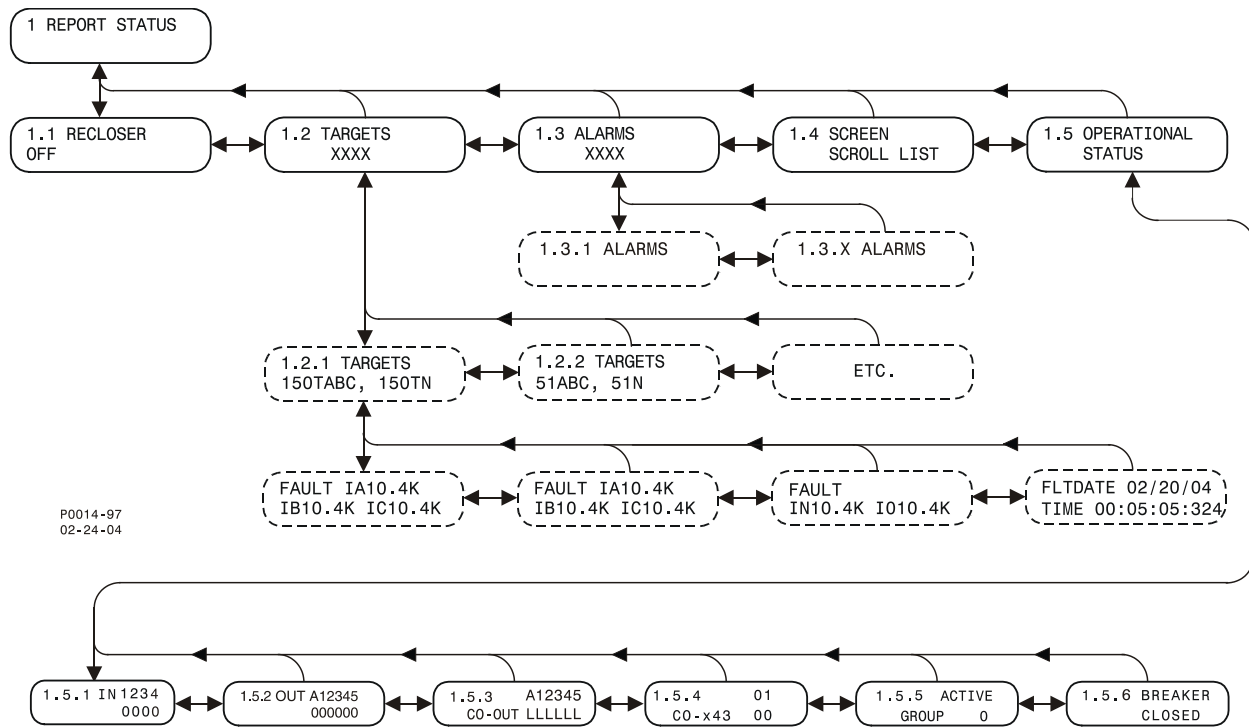 1 REPORT STATUS
1.1 RECLOSER
OFF
1.2 TARGETS
XXXX
1.3 ALARMS
XXXX
1.4 SCREEN
SCROLL LIST
1.5 OPERATIONAL
STATUS
1.3.1 ALARMS
1.3.X ALARMS
1.2.1 TARGETS
150TABC, 150TN
1.2.2 TARGETS
51ABC, 51N
ETC.
FAULT IA10.4K
IB10.4K IC10.4K
FAULT IA10.4K
IB10.4K IC10.4K
FAULT
IN10.4K IO10.4K
FLTDATE 02/20/04
TIME 00:05:05:324
P0014-97
02-24-04
1.5.1 IN 1234
0000
1.5.2 OUT A12345
000000
1.5.3 A12345
CO-OUT LLLLLL
1.5.4 01
CO-x43 00
1.5.5 ACTIVE
GROUP 0
1.5.6 BREAKER
CLOSED